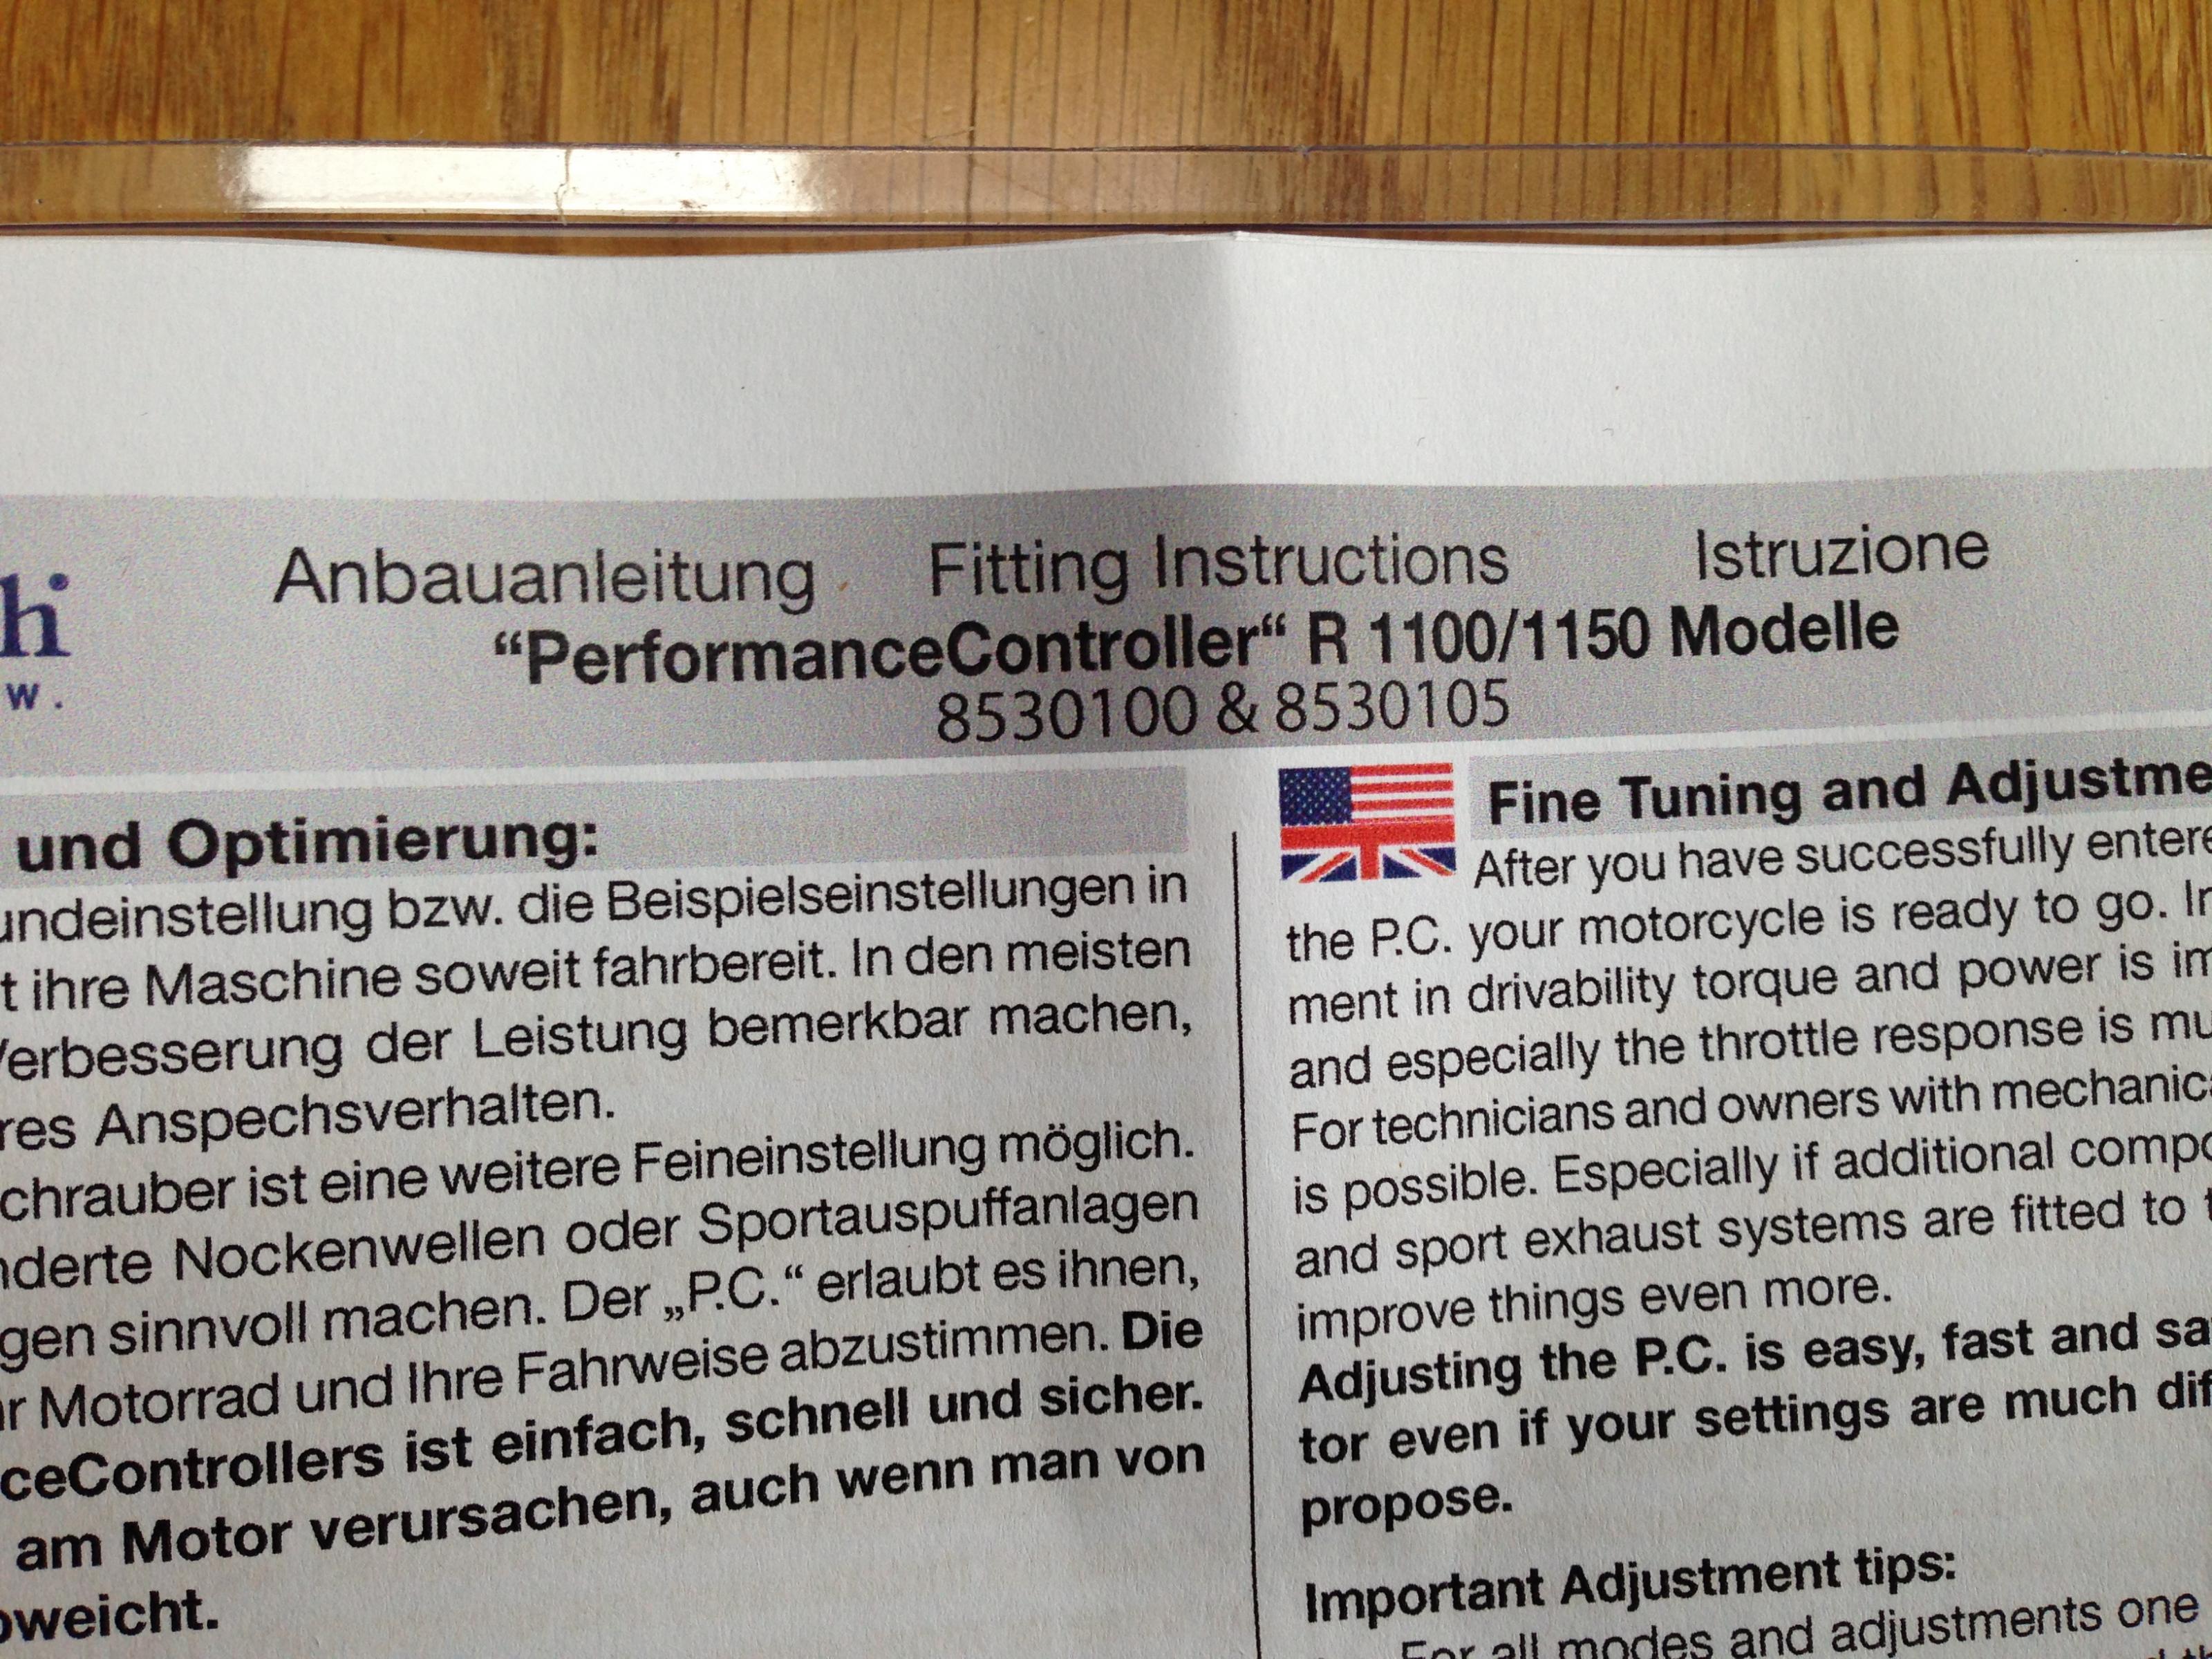 h
w.
Anbauanleitung Fitting Instructions Istruzione
“PerformanceController“ R 1100/1150 Modelle
8530100 & 8530105
und Optimierung:
undeinstellung bzw. die Beispielseinstellungen in
t ihre Maschine soweit fahrbereit. In den meisten
Verbesserung der Leistung bemerkbar machen,
res Anspechsverhalten.
chrauber ist eine weitere Feineinstellung möglich.
nderte Nockenwellen oder Sportauspuffanlagen
gen sinnvoll machen. Der „P.C.“ erlaubt es ihnen,
hr Motorrad und Ihre Fahrweise abzustimmen. Die
ceControllers ist einfach, schnell und sicher.
am Motor verursachen, auch wenn man von
bweicht.
Fine Tuning and Adjustme
After you have successfully entere
the P.C. your motorcycle is ready to go. In
ment in drivability torque and power is im
and especially the throttle response is mu
For technicians and owners with mechanica
is possible. Especially if additional compo
and sport exhaust systems are fitted to t
improve things even more.
Adjusting the P.C. is easy, fast and sa
tor even if your settings are much dif
propose.
Important Adjustment tips:
For all modes and adjustments one